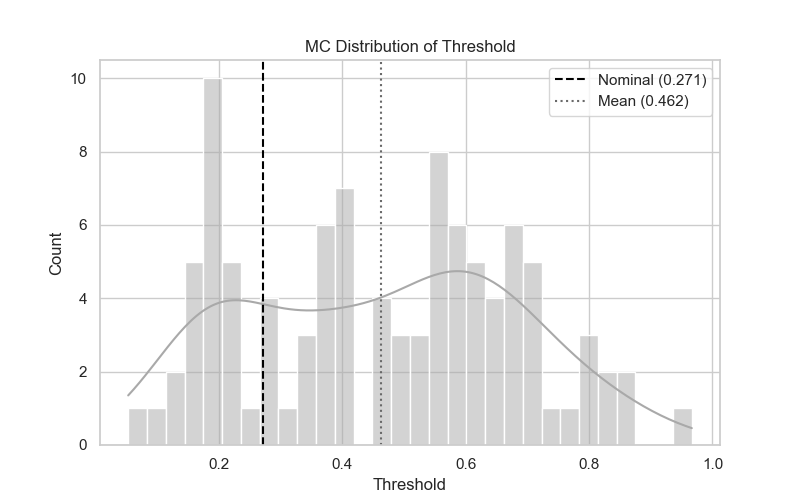 MC Distribution of Threshold
Nominal (0.271)
Mean (0.462)
10
8
6
4
2
0
Count
0.2
0.4
0.6
0.8
1.0
Threshold